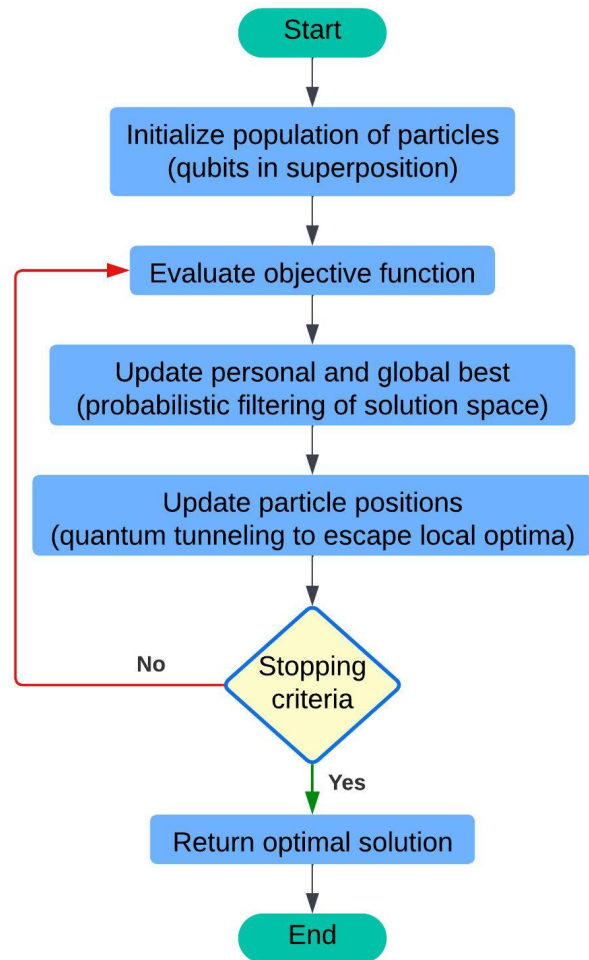 Start
Initialize population of particles
(qubits in superposition)
Evaluate objective function
Update personal and global best
(probabilistic filtering of solution space)
Update particle positions
(quantum tunneling to escape local optima)
No
Stopping
criteria
Yes
Return optimal solution
End